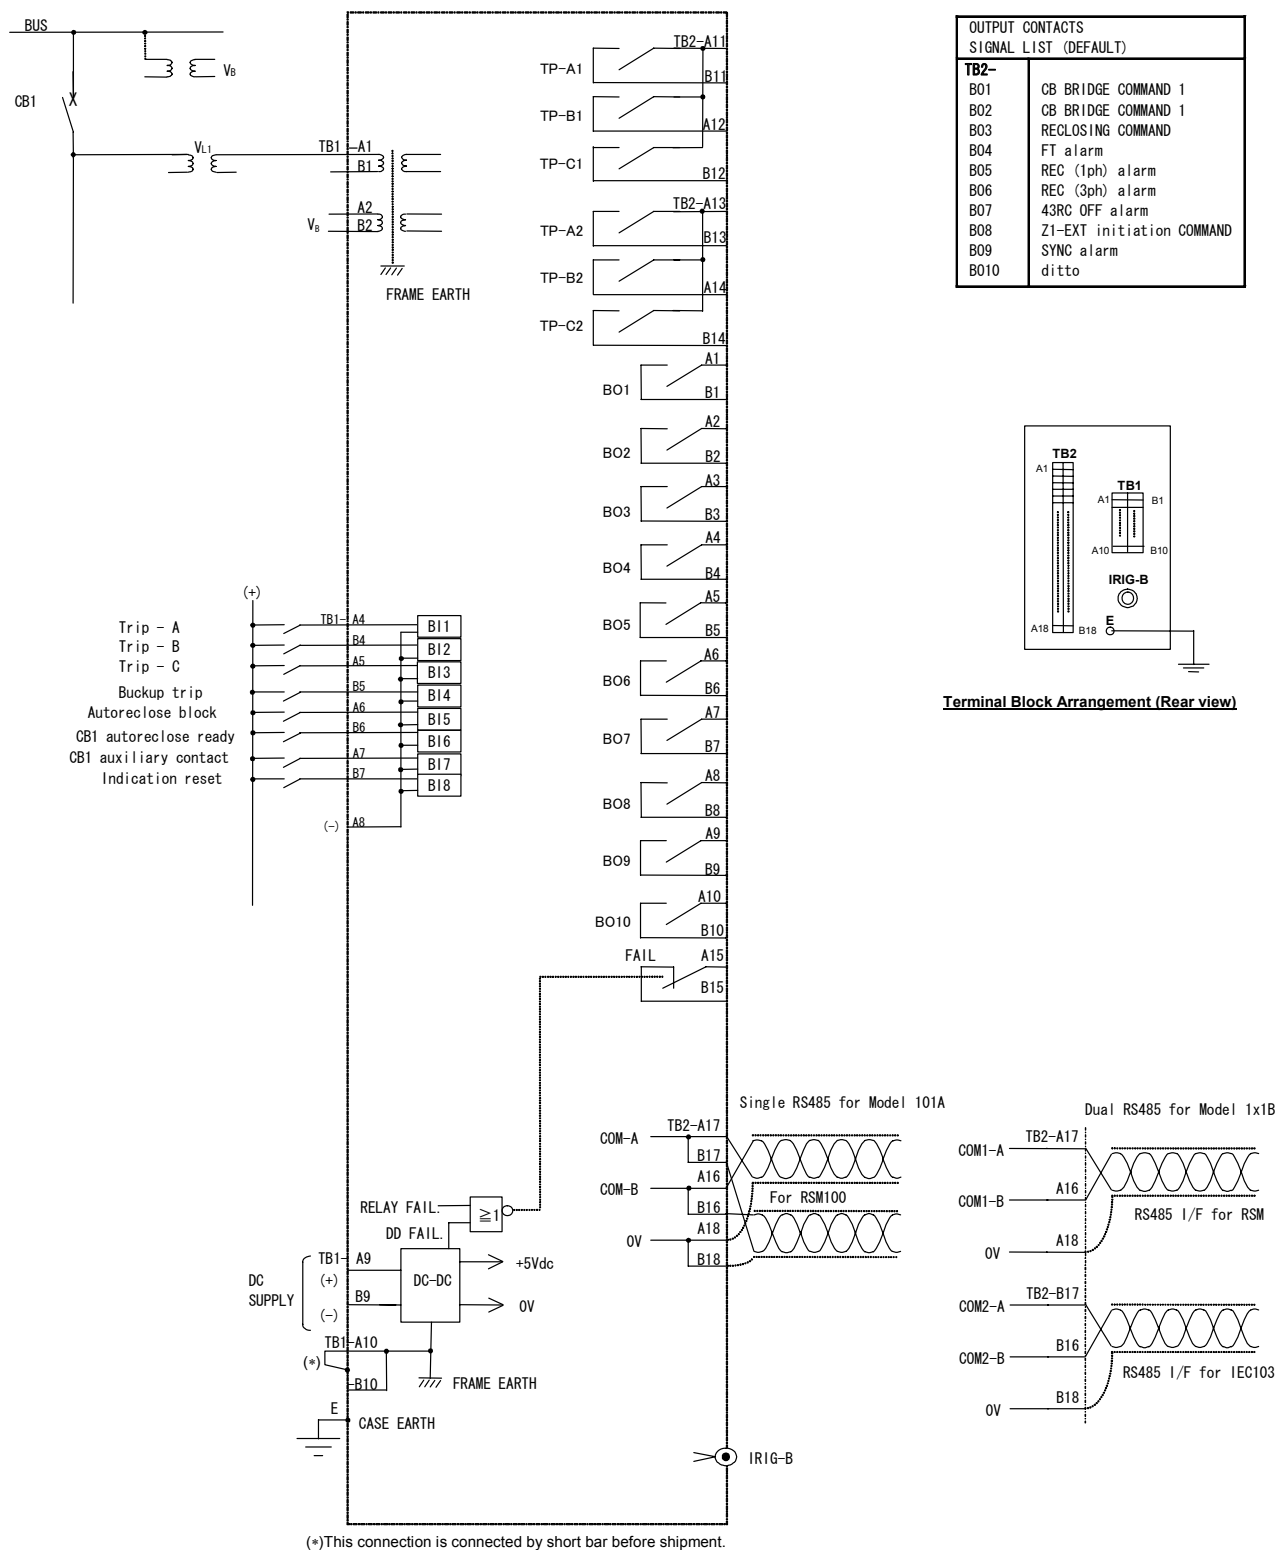 BUS
VB
CB1
VL1
TB1 -A1
B1
A2
VB
B2
FRAME EARTH
TB2-A11
TP-A1
B11
TP-B1
A12
TP-C1
B12
TB2-A13
TP-A2
B13
TP-B2
A14
TP-C2
B14
A1
BO1
B1
A2
BO2
B2
A3
BO3
B3
A4
BO4
B4
A5
BO5
B5
A6
BO6
B6
A7
BO7
B7
A8
BO8
B8
A9
BO9
B9
A10
BO10
B10
FAIL
A15
B15
OUTPUT CONTACTS
SIGNAL LIST (DEFAULT)
TB2-
BO1 CB BRIDGE COMMAND 1
BO2 CB BRIDGE COMMAND 1
BO3 RECLOSING COMMAND
BO4 FT alarm
BO5 REC (1ph) alarm
BO6 REC (3ph) alarm
BO7 43RC OFF alarm
BO8 Z1-EXT initiation COMMAND
BO9 SYNC alarm
BO10 ditto
TB2
A1
TB1
A1 B1
A10 B10
IRIG-B
A18 B18 E
Terminal Block Arrangement (Rear view)
(+)
Trip - A TB1- A4 BI1
Trip - B B4 BI2
Trip - C A5 BI3
Buckup trip B5 BI4
Autoreclose block A6 BI5
CB1 autoreclose ready B6 BI6
CB1 auxiliary contact A7 BI7
Indication reset B7 BI8
(-) A8
RELAY FAIL.
≧1
DD FAIL.
TB1- A9
DC SUPPLY
(+)
DC-DC
+5Vdc
B9
(-)
0V
TB1-A10
(*)
-B10
FRAME EARTH
E
CASE EARTH
Single RS485 for Model 101A
COM-A
TB2-A17
B17
COM-B
A16
B16
For RSM100
0V
A18
B18
Dual RS485 for Model 1x1B
COM1-A
TB2-A17
COM1-B
A16
RS485 I/F for RSM
0V
A18
COM2-A
TB2-B17
COM2-B
B16
RS485 I/F for IEC103
0V
B18
IRIG-B
(*)This connection is connected by short bar before shipment.